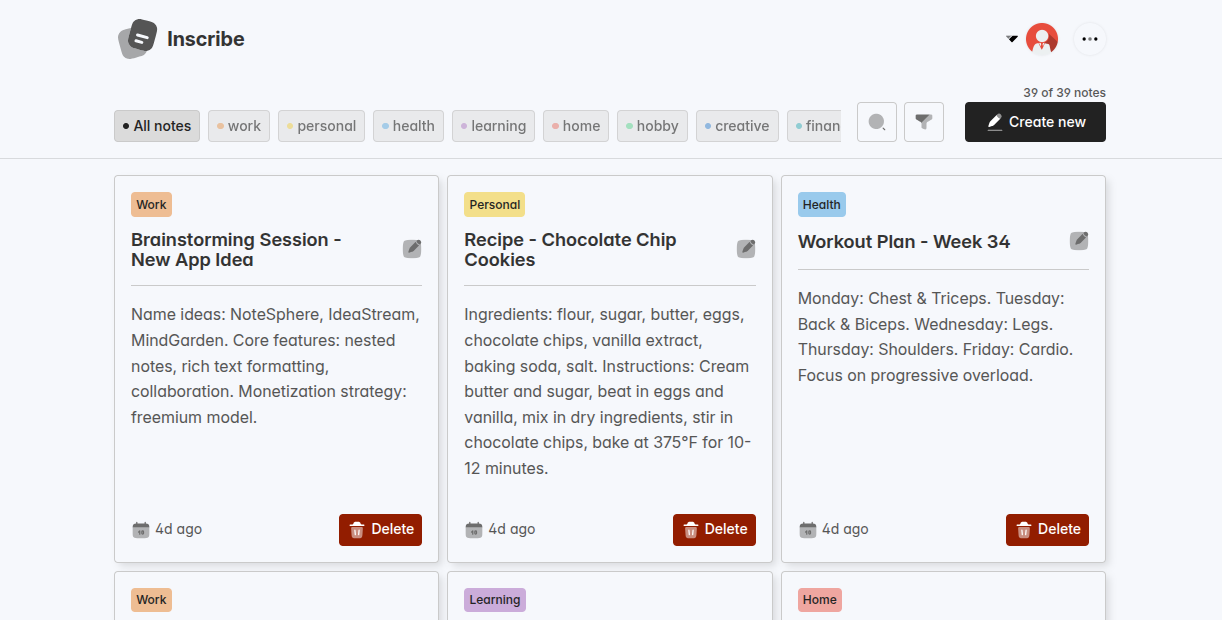 Inscribe
39 of 39 notes
All notes
work
personal
health
learning
home
hobby
creative
finan
Create new
Work
Brainstorming Session -
New App Idea
Name ideas: NoteSphere, IdeaStream,
MindGarden. Core features: nested
notes, rich text formatting,
collaboration. Monetization strategy:
freemium model.
4d ago
Delete
Personal
Recipe - Chocolate Chip
Cookies
Ingredients: flour, sugar, butter, eggs,
chocolate chips, vanilla extract,
baking soda, salt. Instructions: Cream
butter and sugar, beat in eggs and
vanilla, mix in dry ingredients, stir in
chocolate chips, bake at 375°F for 10-
12 minutes.
4d ago
Delete
Health
Workout Plan - Week 34
Monday: Chest & Triceps. Tuesday:
Back & Biceps. Wednesday: Legs.
Thursday: Shoulders. Friday: Cardio.
Focus on progressive overload.
4d ago
Delete
Work
Learning
Home